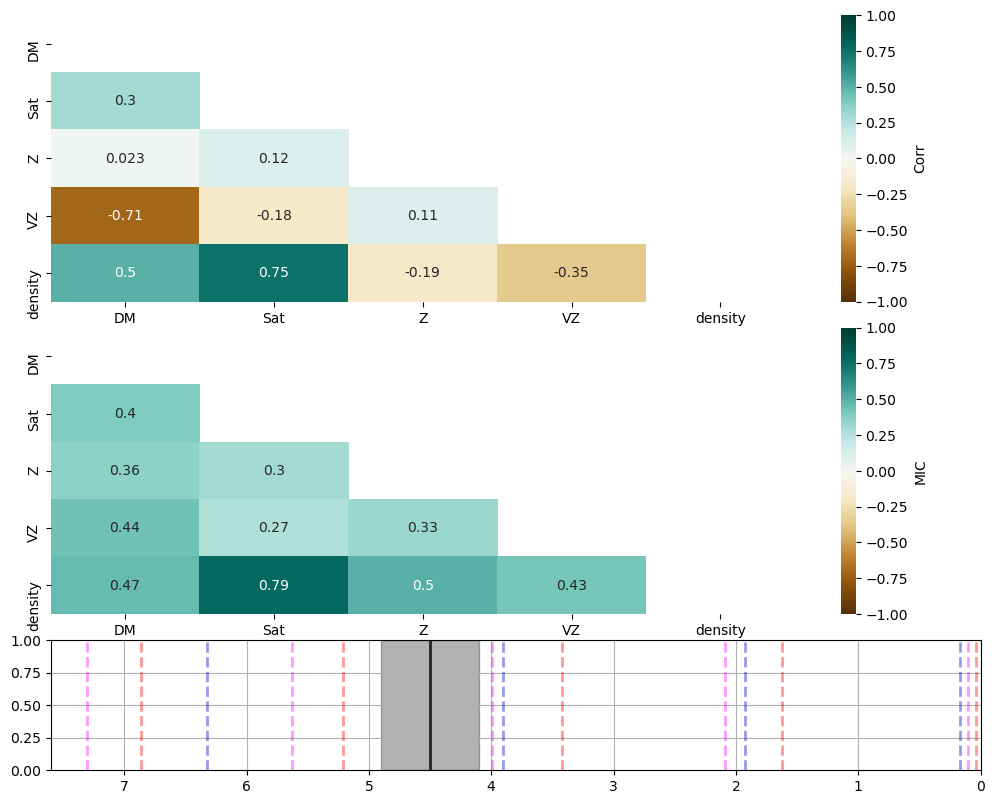 DM
Sat
Z
VZ
density
0.3
0.023 0.12
-0.71 -0.18 0.11
0.5 0.75 -0.19 -0.35
DM Sat Z VZ density
1.00
0.75
0.50
0.25
0.00
−0.25
−0.50
−0.75
−1.00
Corr
DM
Sat
Z
VZ
density
0.4
0.36 0.3
0.44 0.27 0.33
0.47 0.79 0.5 0.43
DM Sat Z VZ density
1.00
0.75
0.50
0.25
0.00
−0.25
−0.50
−0.75
−1.00
MIC
1.00
0.75
0.50
0.25
0.00
7 6 5 4 3 2 1 0